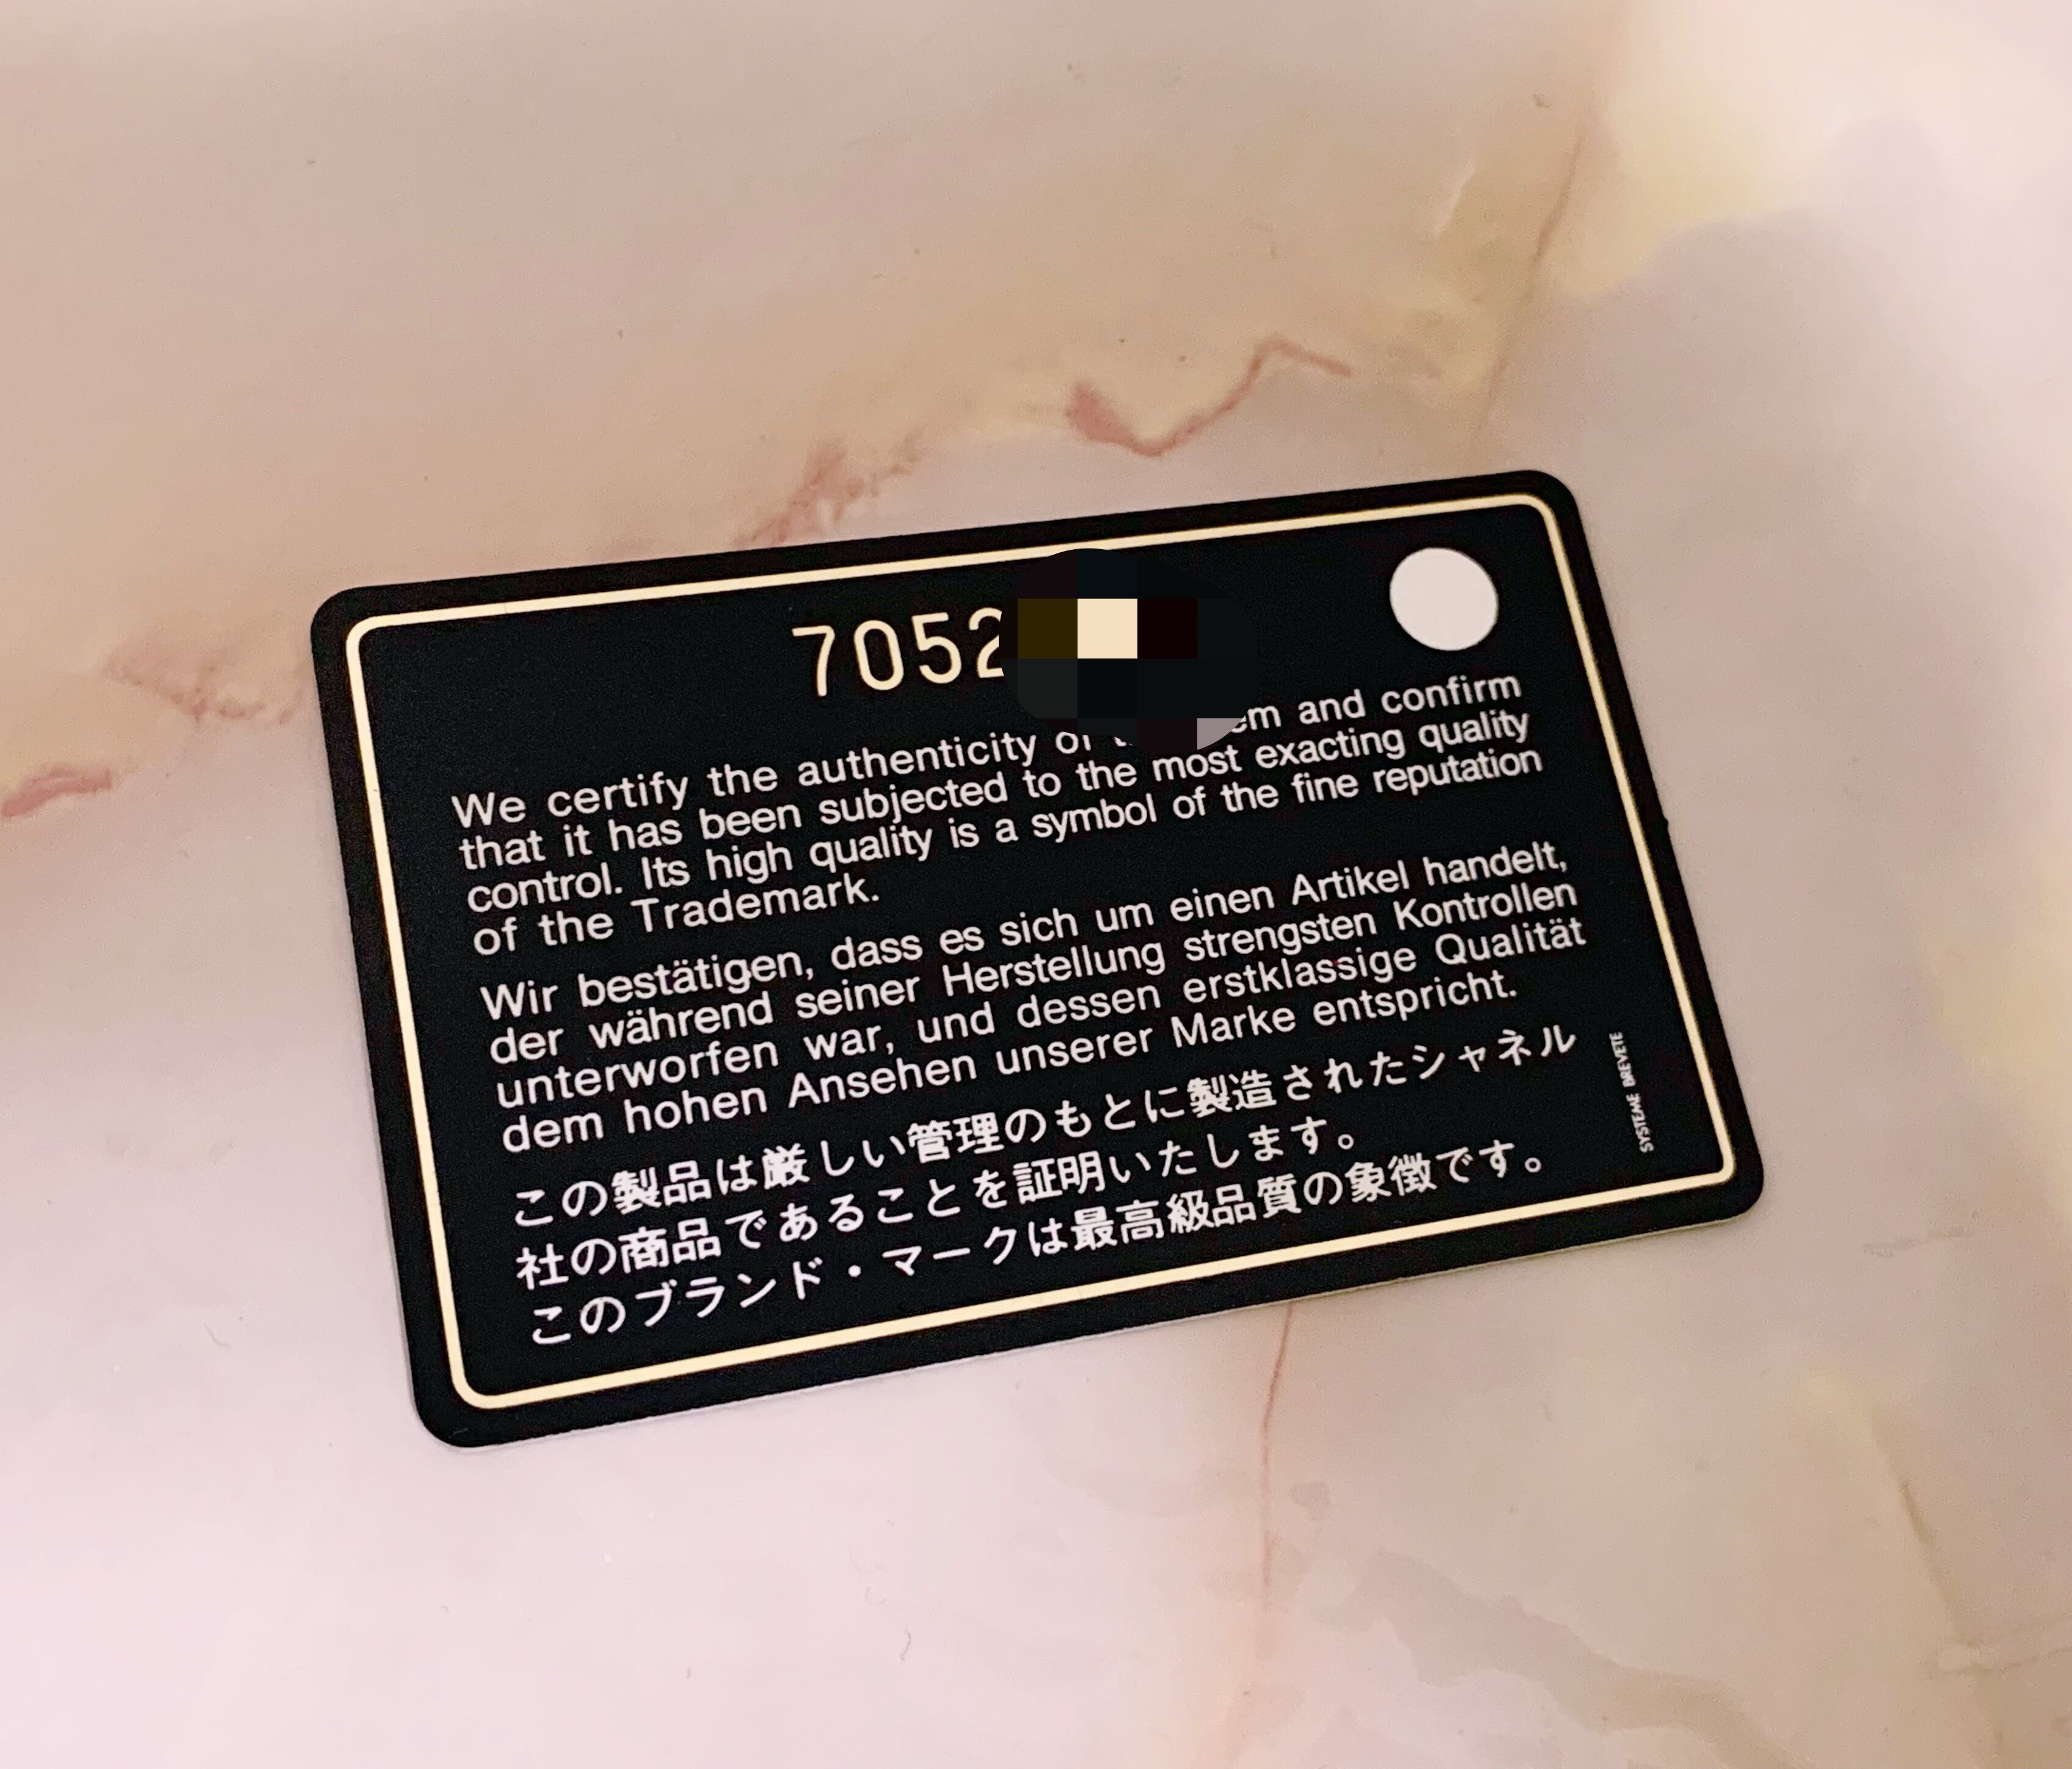 7052
We certify the authenticity of and confirm
that it has been subjected to the most exacting quality
control. Its high quality is a symbol of the fine reputation
of the Trademark.
Wir bestätigen, dass es sich um einen Artikel handelt,
der während seiner Herstellung strengsten Kontrollen
unterworfen war, und dessen erstklassige Qualität
dem hohen Ansehen unserer Marke entspricht.
この製品は厳しい管理のもとに製造されたシャネル
社の商品であることを証明いたします。
このブランド・マークは最高級品質の象徴です。
SYSTEME BREVETE